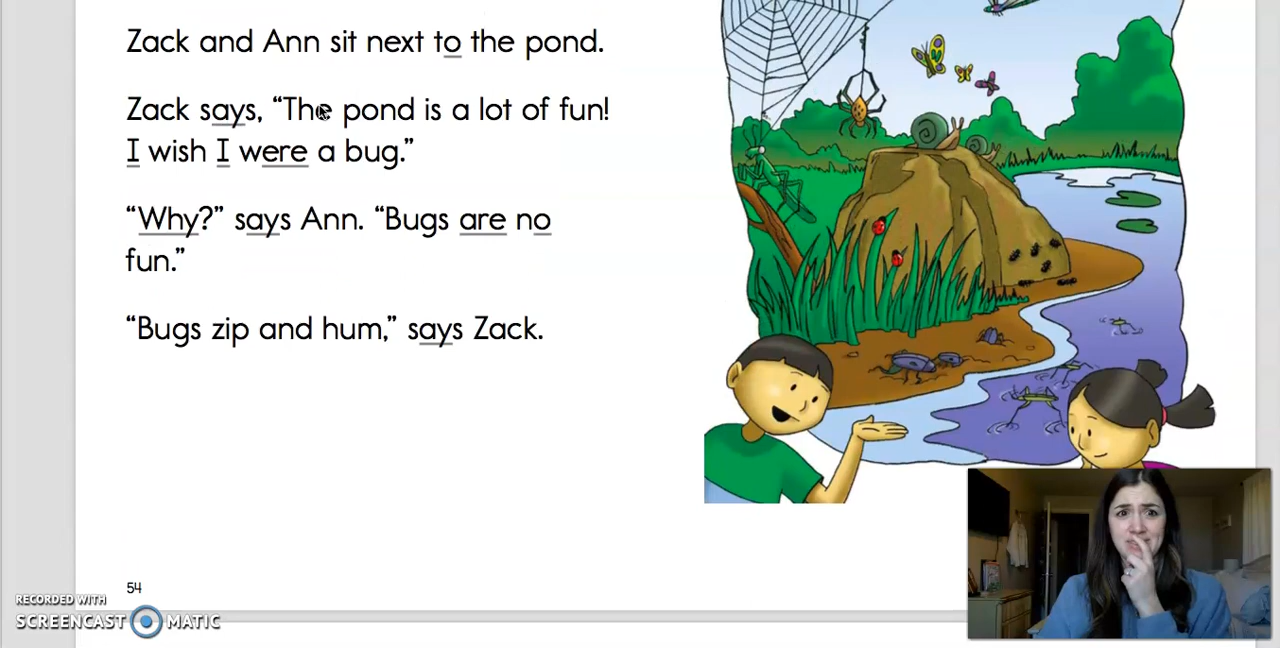 Zack and Ann sit next to the pond.
Zack says, “The pond is a lot of fun!
I wish I were a bug.”
“Why?” says Ann. “Bugs are no
fun.”
“Bugs zip and hum,” says Zack.
54
RECORDED WITH
SCREENCAST MATIC